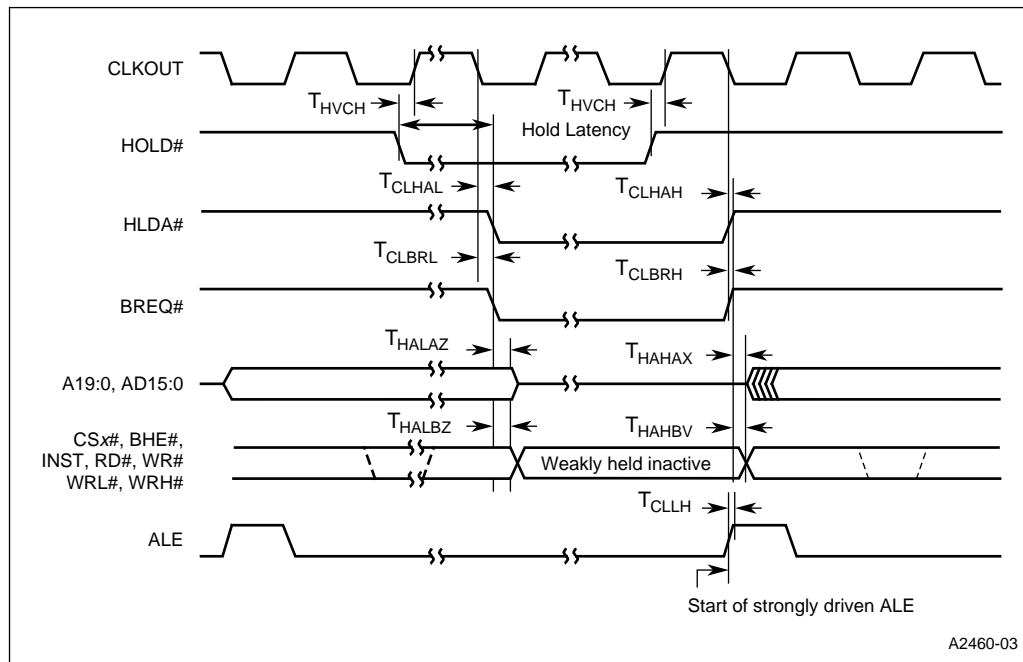 CLKOUT
THVCH
THVCH
Hold Latency
HOLD#
TCLHAL
TCLHAH
HLDA#
TCLBRL
TCLBRH
BREQ#
THALAZ
THAHAX
A19:0, AD15:0
THALBZ
THAHBV
CSx#, BHE#,
INST, RD#, WR#
WRL#, WRH#
Weakly held inactive
TCLLH
ALE
Start of strongly driven ALE
A2460-03